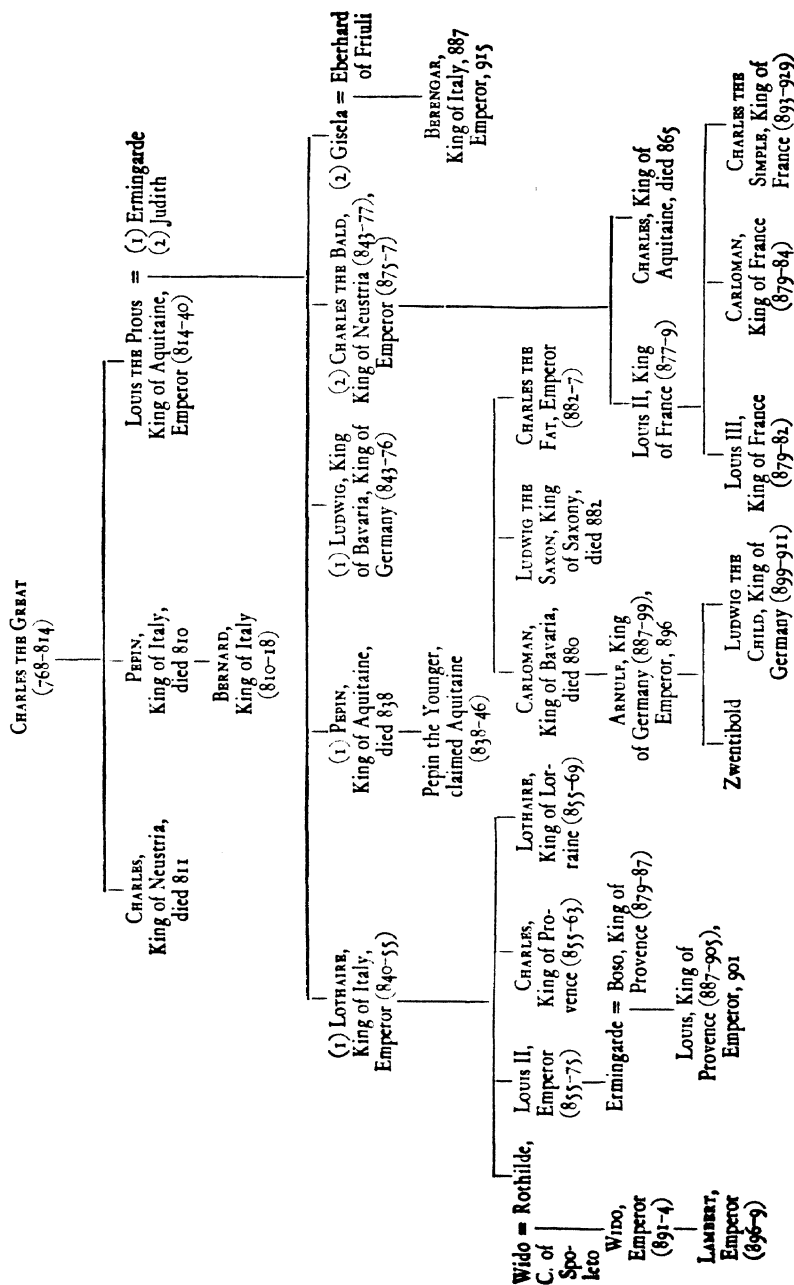 CHARLES THE GREAT
(768–814)
CHARLES,
King of Neustria,
died 811
PEPIN,
King of Italy,
died 810
BERNARD,
King of Italy
(810–18)
LOUIS THE PIOUS
King of Aquitaine,
Emperor (814–40)
= (1) Ermingarde
(2) Judith
(1) LOTHAIRE,
King of Italy,
Emperor (840–55)
(1) PEPIN,
King of Aquitaine,
died 838
Pepin the Younger,
claimed Aquitaine
(838–46)
(1) LUDWIG, King
of Bavaria, King of
Germany (843–76)
(2) CHARLES THE BALD,
King of Neustria (843–77),
Emperor (875–7)
(2) Gisela = Eberhard
of Friuli
BERENGAR,
King of Italy, 887
Emperor, 915
Wido = Rothilde,
C. of
Spo-
leto
WIDO,
Emperor
(891–4)
LAMBERT,
Emperor
(896–9)
LOUIS II,
Emperor
(855–75)
Ermingarde = BOSO, King of
Provence (879–87)
LOUIS, King of
Provence (887–905),
Emperor, 901
CHARLES,
King of Pro-
vence (855–63)
LOTHAIRE,
King of Lor-
raine (855–69)
CARLOMAN,
King of Bavaria,
died 880
ARNULF, King
of Germany (887–99),
Emperor, 896
Zwentibold
LUDWIG THE
CHILD, King of
Germany (899–911)
LUDWIG THE
SAXON, King
of Saxony,
died 882
CHARLES THE
FAT, Emperor
(882–7)
LOUIS II, King
of France (877–9)
CHARLES, King of
Aquitaine, died 865
LOUIS III,
King of France
(879–82)
CARLOMAN,
King of France
(879–84)
CHARLES THE
SIMPLE, King of
France (893–929)